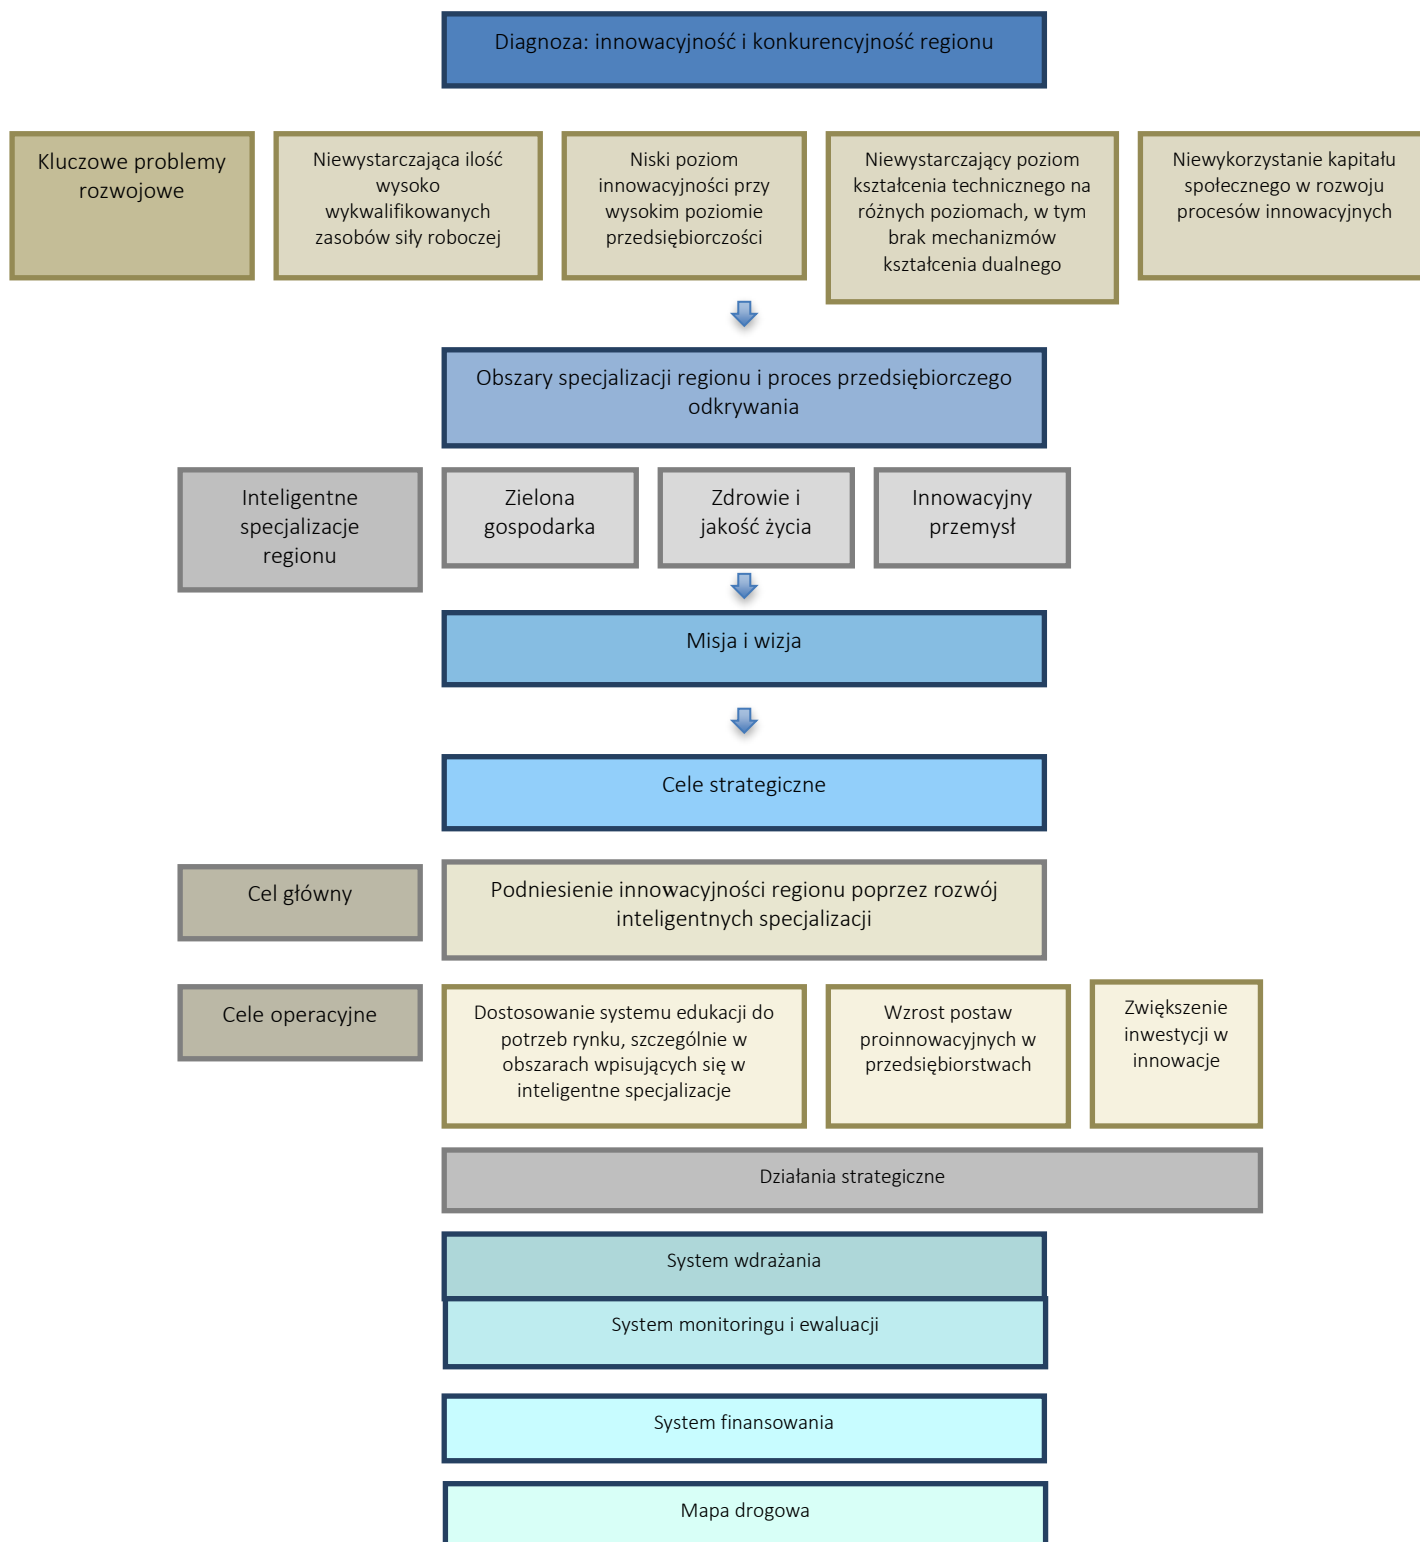 Diagnoza: innowacyjność i konkurencyjność regionu
Kluczowe problemy
rozwojowe
Niewystarczająca ilość
wysoko
wykwalifikowanych
zasobów siły roboczej
Niski poziom
innowacyjności przy
wysokim poziomie
przedsiębiorczości
Niewystarczający poziom
kształcenia technicznego na
różnych poziomach, w tym
brak mechanizmów
kształcenia dualnego
Niewykorzystanie kapitału
społecznego w rozwoju
procesów innowacyjnych
Obszary specjalizacji regionu i proces przedsiębiorczego
odkrywania
Inteligentne
specjalizacje
regionu
Zielona
gospodarka
Zdrowie i
jakość życia
Innowacyjny
przemysł
Misja i wizja
Cele strategiczne
Cel główny
Podniesienie innowacyjności regionu poprzez rozwój
inteligentnych specjalizacji
Cele operacyjne
Dostosowanie systemu edukacji do
potrzeb rynku, szczególnie w
obszarach wpisujących się w
inteligentne specjalizacje
Wzrost postaw
proinnowacyjnych w
przedsiębiorstwach
Zwiększenie
inwestycji w
innowacje
Działania strategiczne
System wdrażania
System monitoringu i ewaluacji
System finansowania
Mapa drogowa